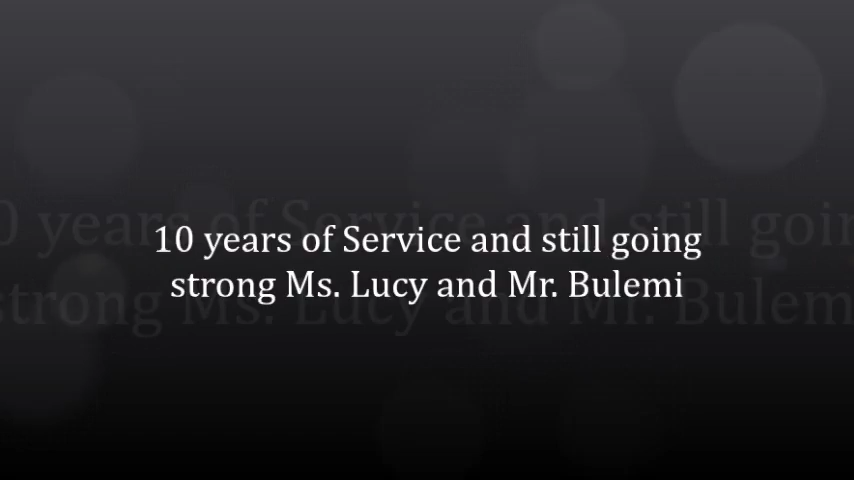 10 years of Service and still going
strong Ms. Lucy and Mr. Bulemi